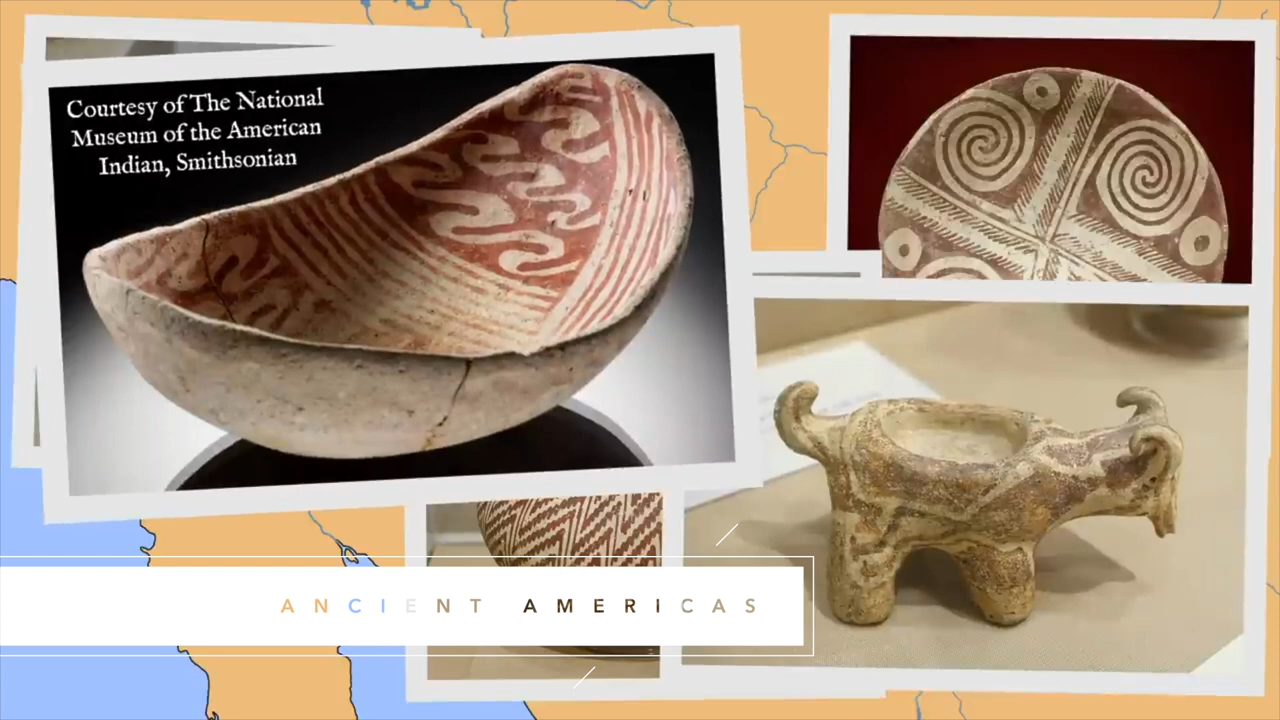 Courtesy of The National
Museum of the American
Indian, Smithsonian
ANCIENT AMERICAS